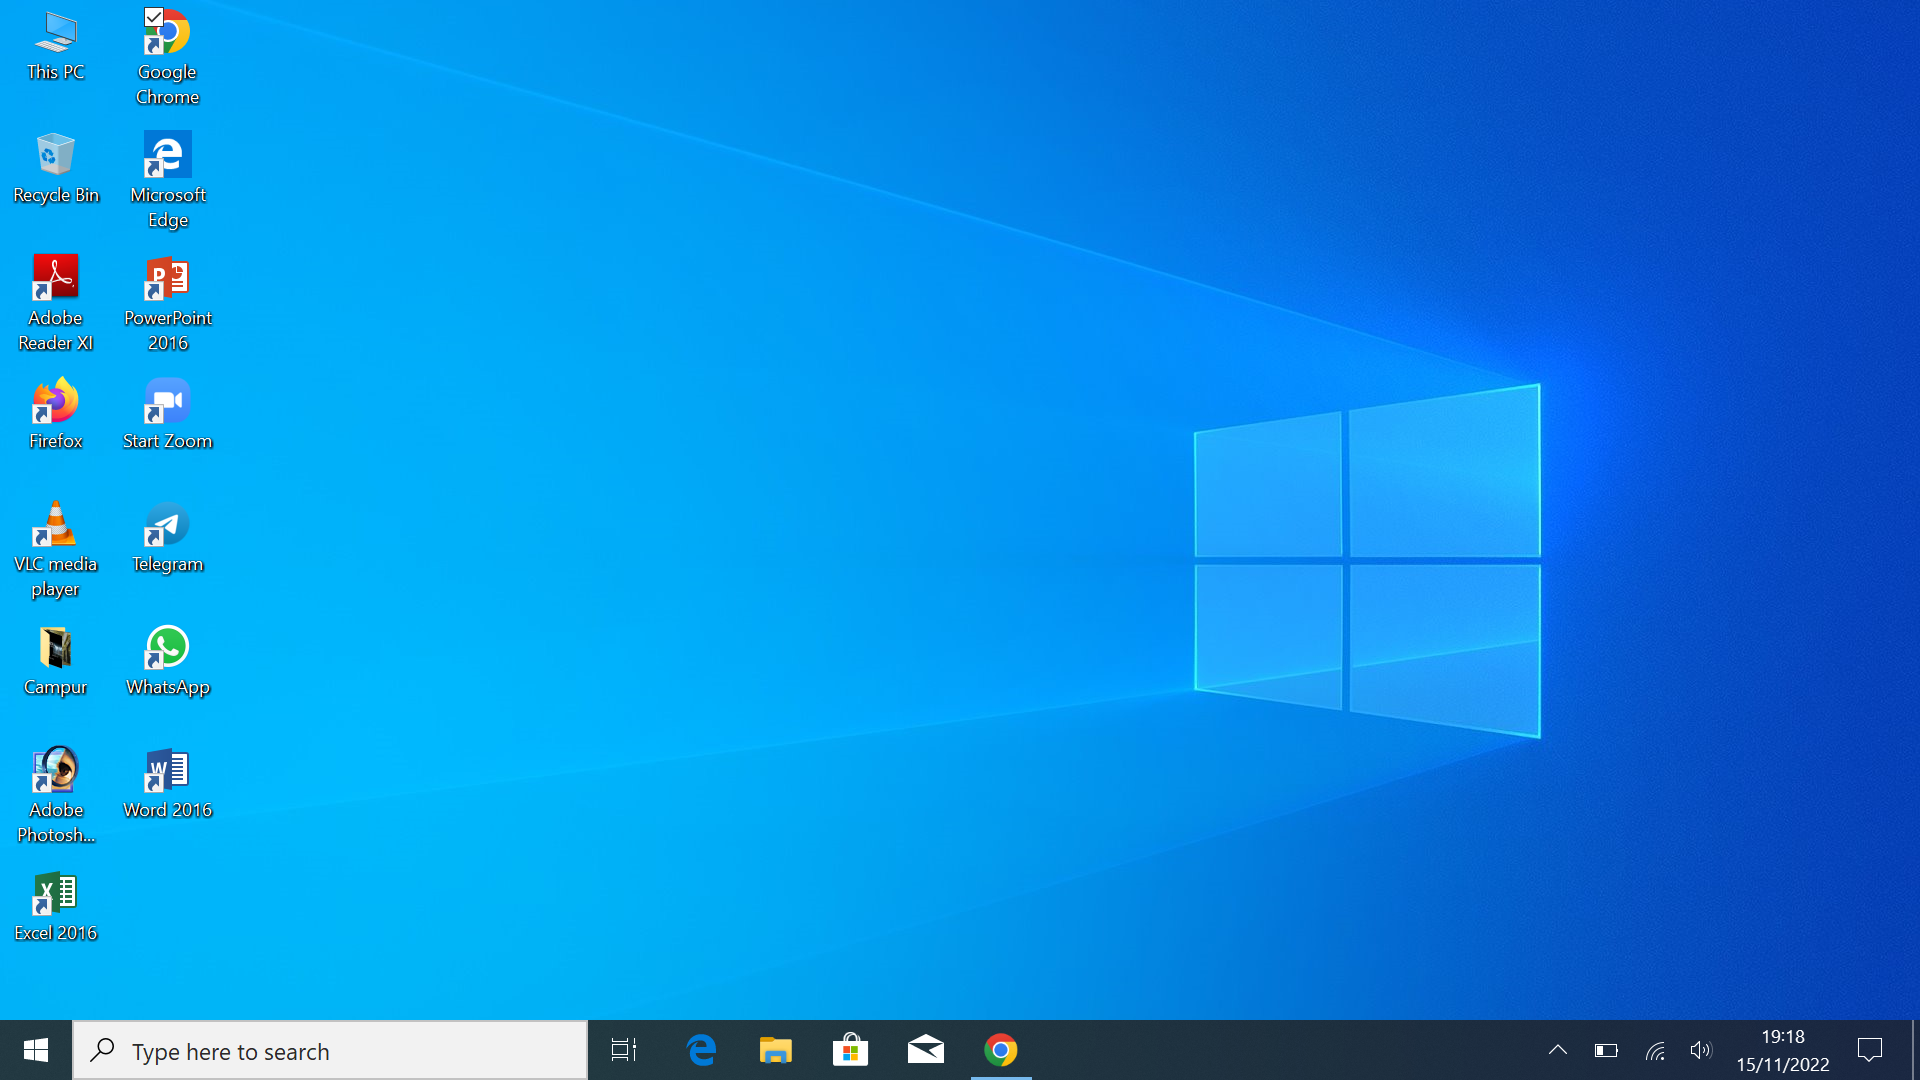 This PC
Google
Chrome
Recycle Bin
Microsoft
Edge
Adobe
Reader XI
PowerPoint
2016
Firefox
Start Zoom
VLC media
player
Telegram
Campur
WhatsApp
Adobe
Photosh...
Word 2016
Excel 2016
Type here to search
19:18
15/11/2022